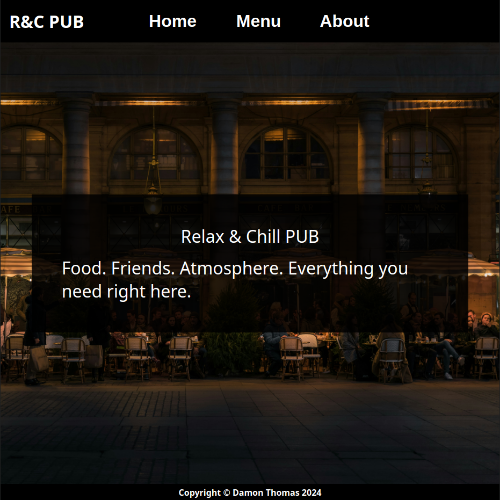 R&C PUB
Home
Menu
About
Relax & Chill PUB
Food. Friends. Atmosphere. Everything you
need right here.
Copyright © Damon Thomas 2024